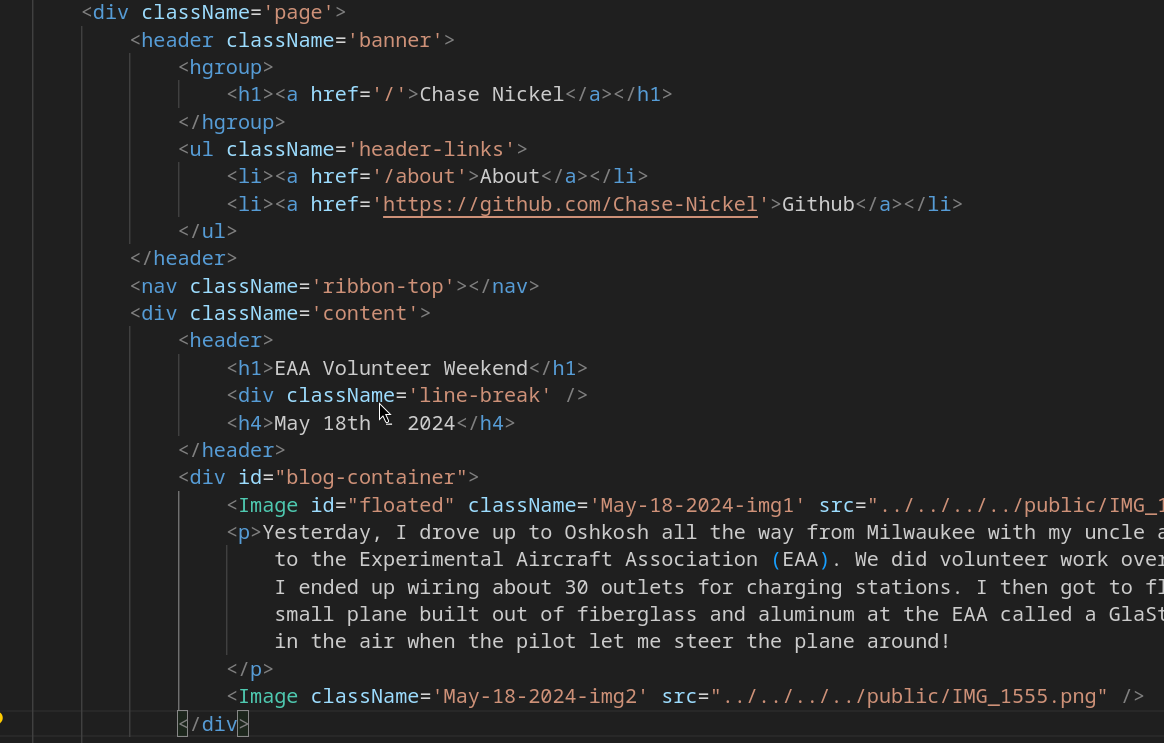 <div className='page'>
<header className='banner'>
<hgroup>
<h1><a href='/'>Chase Nickel</a></h1>
</hgroup>
<ul className='header-links'>
<li><a href='/about'>About</a></li>
<li><a href='https://github.com/Chase-Nickel'>Github</a></li>
</ul>
</header>
<nav className='ribbon-top'></nav>
<div className='content'>
<header>
<h1>EAA Volunteer Weekend</h1>
<div className='line-break' />
<h4>May 18th - 2024</h4>
</header>
<div id="blog-container">
<Image id="floated" className='May-18-2024-img1' src="../../../../public/IMG_1
<p>Yesterday, I drove up to Oshkosh all the way from Milwaukee with my uncle a
to the Experimental Aircraft Association (EAA). We did volunteer work over
I ended up wiring about 30 outlets for charging stations. I then got to fl
small plane built out of fiberglass and aluminum at the EAA called a GlaSt
in the air when the pilot let me steer the plane around!
</p>
<Image className='May-18-2024-img2' src="../../../../public/IMG_1555.png" />
</div>